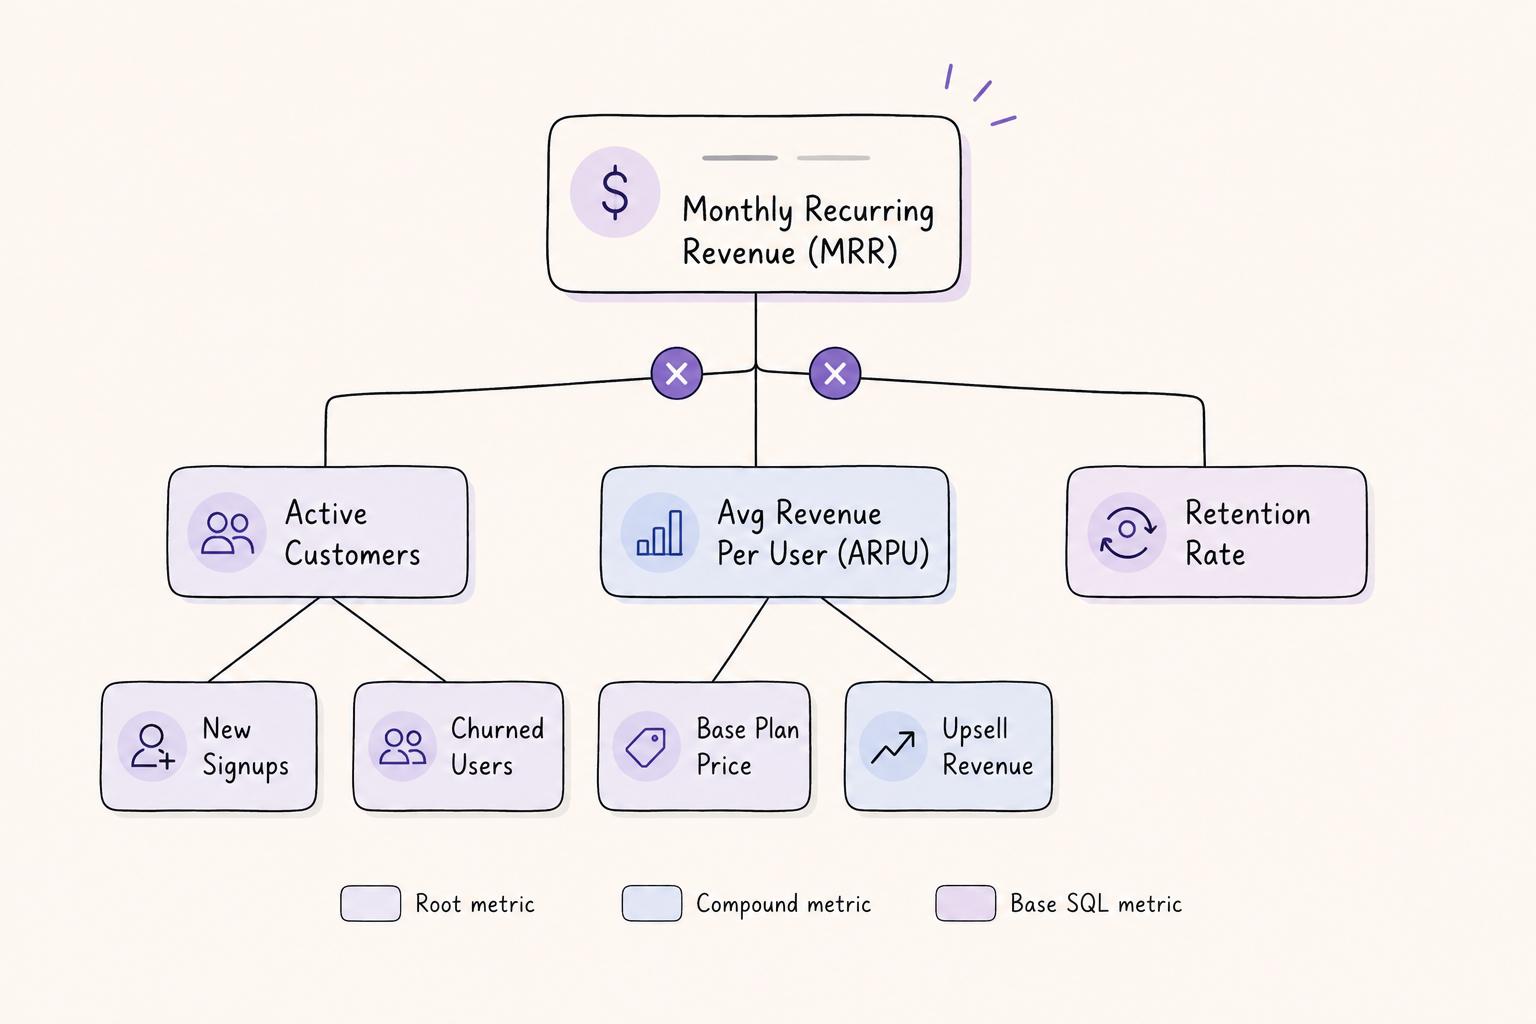 $
Monthly Recurring
Revenue (MRR)
Active
Customers
Avg Revenue
Per User (ARPU)
Retention
Rate
New
Signups
Churned
Users
Base Plan
Price
Upsell
Revenue
Root metric
Compound metric
Base SQL metric